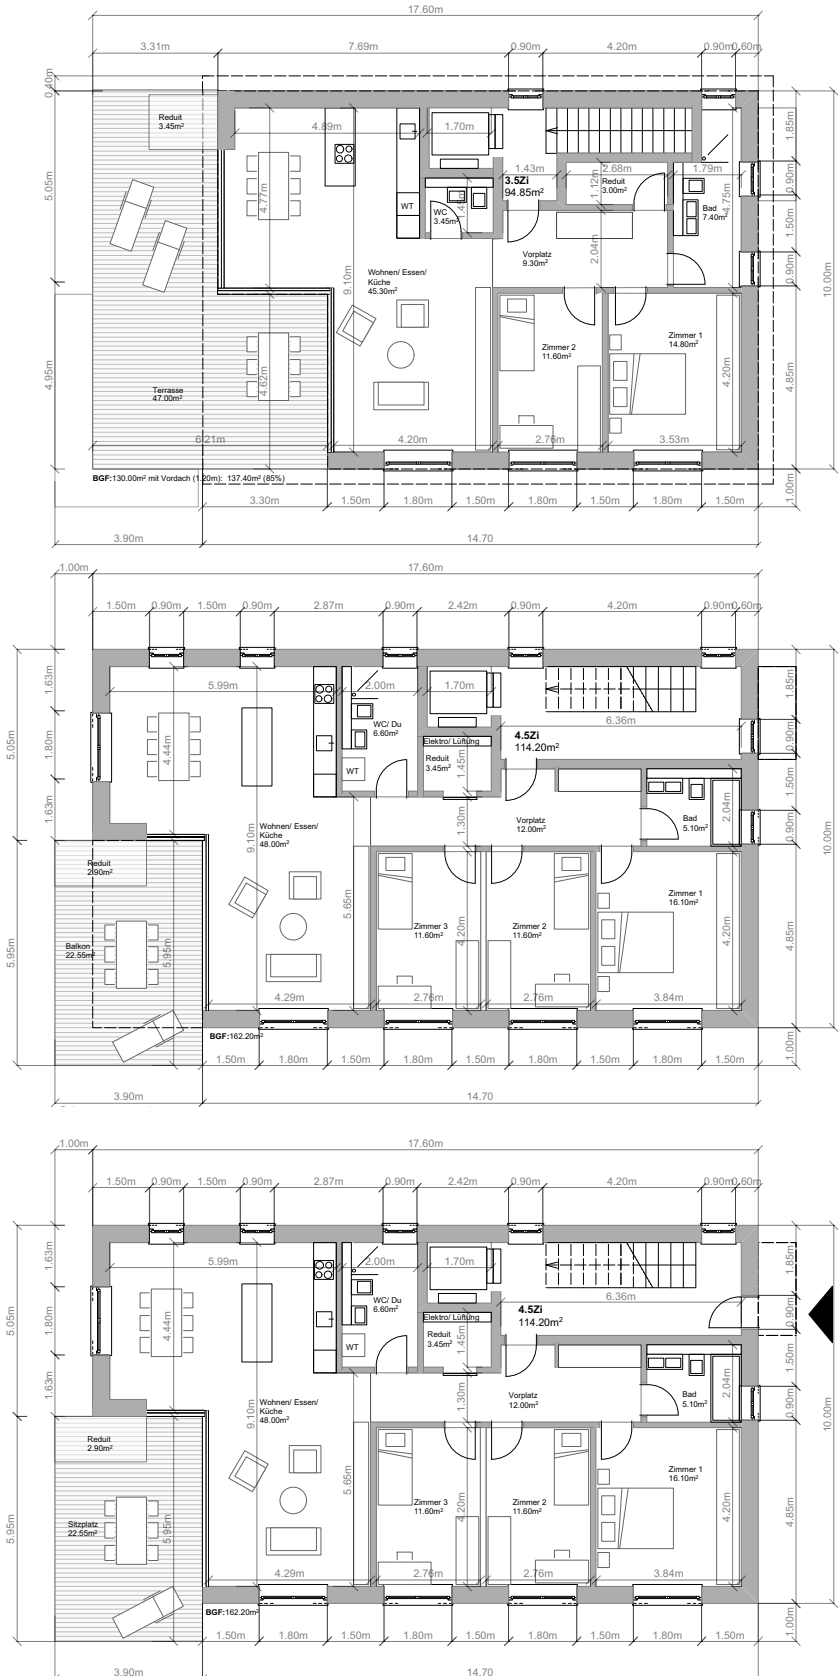 17.60m
3.31m 7.69m 0.90m 4.20m 0.90m 0.60m
0.40m
Reduit
3.45m²
4.89m 1.70m
1.85m
5.05m
1.43m 2.68m 1.79m
3.5Zi
94.85m²
Reduit
3.00m²
1.12m
0.90m
4.77m
WT
WC
3.45m²
Bad
7.40m²
4.75m
1.50m
2.04m
Vorplatz
9.30m²
10.00m
Wohnen/ Essen/
Küche
45.30m²
9.10m
0.90m
Zimmer 2
11.60m²
Zimmer 1
14.80m²
4.95m
4.62m
4.20m
4.85m
Terrasse
47.00m²
6.21m 4.20m 2.76m 3.53m
BGF:130.00m² mit Vordach (1.20m): 137.40m² (85%)
1.00m
3.30m 1.50m 1.80m 1.50m 1.80m 1.50m 1.80m 1.50m
3.90m 14.70
1.00m 17.60m
1.50m 0.90m 1.50m 0.90m 2.87m 0.90m 2.42m 0.90m 4.20m 0.90m 0.60m
1.63m
5.99m 2.00m 1.70m
1.85m
6.36m
5.05m
1.80m
4.44m
WC/ Du
6.60m²
Elektro/ Lüftung
4.5Zi
114.20m²
0.90m
Reduit
3.45m²
1.45m
WT
1.50m
1.63m
1.30m
Vorplatz
12.00m²
Bad
5.10m²
2.04m
0.90m
10.00m
Wohnen/ Essen/
Küche
48.00m²
9.10m
Reduit
2.90m²
5.65m
Zimmer 3
11.60m²
4.20m
Zimmer 2
11.60m²
Zimmer 1
16.10m²
4.20m
4.85m
5.95m
Balkon
22.55m²
5.95m
4.29m 2.76m 2.76m 3.84m
BGF:162.20m²
1.00m
1.50m 1.80m 1.50m 1.80m 1.50m 1.80m 1.50m 1.80m 1.50m
3.90m 14.70
1.00m 17.60m
1.50m 0.90m 1.50m 0.90m 2.87m 0.90m 2.42m 0.90m 4.20m 0.90m 0.60m
1.63m
5.99m 2.00m 1.70m
1.85m
6.36m
5.05m
1.80m
4.44m
WC/ Du
6.60m²
Elektro/ Lüftung
4.5Zi
114.20m²
0.90m
Reduit
3.45m²
1.45m
WT
1.50m
1.63m
1.30m
Vorplatz
12.00m²
Bad
5.10m²
2.04m
0.90m
10.00m
Wohnen/ Essen/
Küche
48.00m²
9.10m
Reduit
2.90m²
5.65m
Zimmer 3
11.60m²
4.20m
Zimmer 2
11.60m²
Zimmer 1
16.10m²
4.20m
4.85m
5.95m
Sitzplatz
22.55m²
5.95m
4.29m 2.76m 2.76m 3.84m
BGF:162.20m²
1.00m
1.50m 1.80m 1.50m 1.80m 1.50m 1.80m 1.50m 1.80m 1.50m
3.90m 14.70